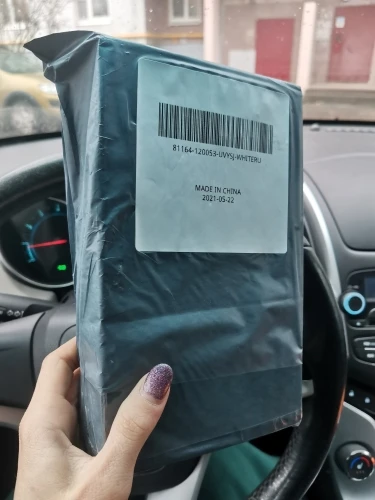 81164-120053-UVYSJ-WHITERU
MADE IN CHINA
2021-05-22